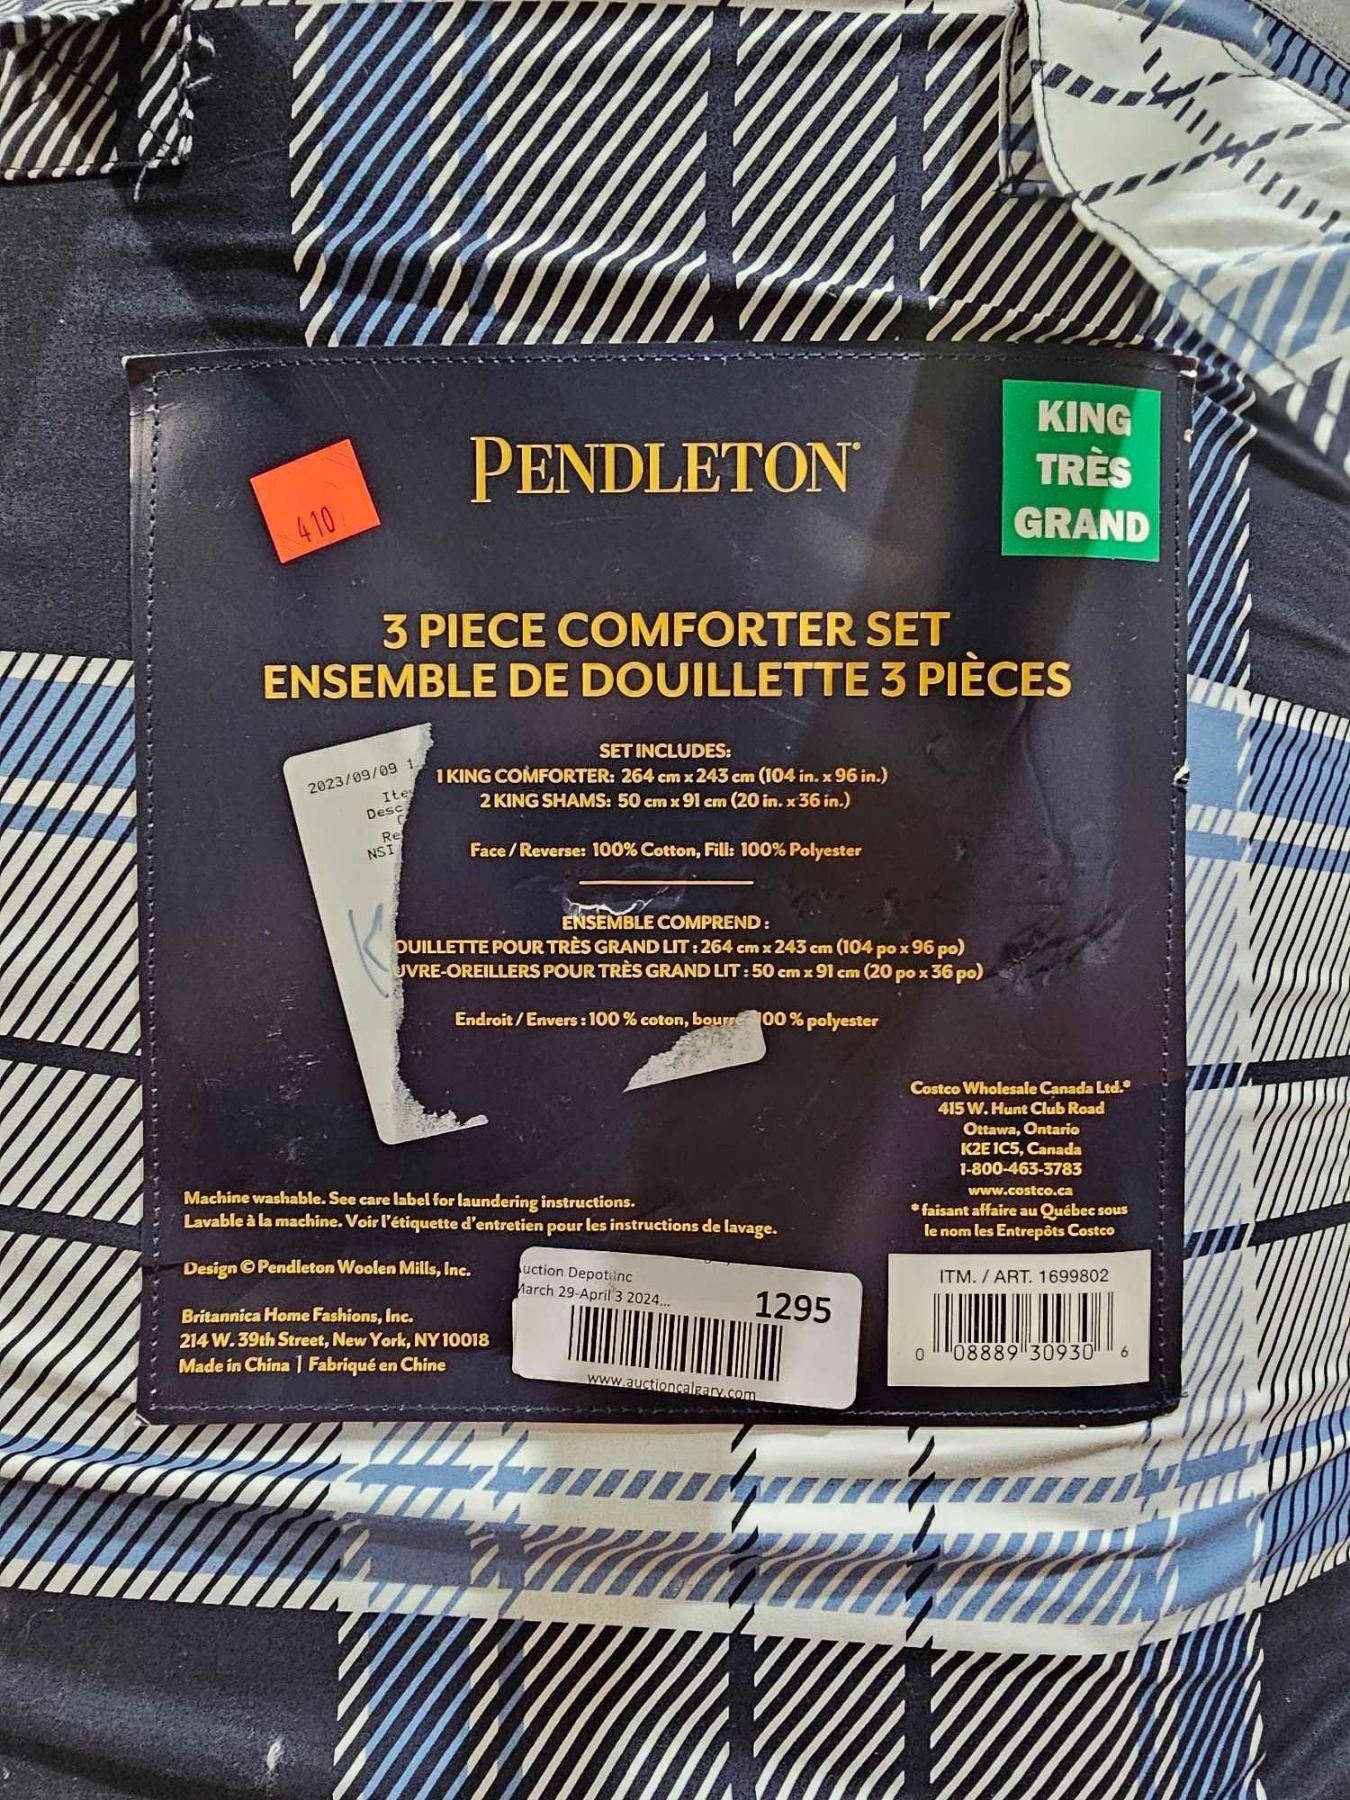 PENDLETON
KING
TRÈS
GRAND
410
3 PIECE COMFORTER SET
ENSEMBLE DE DOUILLETTE 3 PIÈCES
SET INCLUDES:
1 KING COMFORTER: 264 cm x 243 cm (104 in. x 96 in.)
2 KING SHAMS: 50 cm x 91 cm (20 in. x 36 in.)
Face / Reverse: 100% Cotton, Fill: 100% Polyester
2023/09/09 1
Ite
Desc
Re
NSI
K
ENSEMBLE COMPREND :
OUILLETTE POUR TRÈS GRAND LIT : 264 cm x 243 cm (104 po x 96 po)
UVRE-OREILLERS POUR TRÈS GRAND LIT : 50 cm x 91 cm (20 po x 36 po)
Endroit / Envers : 100 % coton, bourre 100 % polyester
Costco Wholesale Canada Ltd.*
415 W. Hunt Club Road
Ottawa, Ontario
K2E 1C5, Canada
1-800-463-3783
www.costco.ca
* faisant affaire au Québec sous
le nom les Entrepôts Costco
Machine washable. See care label for laundering instructions.
Lavable à la machine. Voir l'étiquette d'entretien pour les instructions de lavage.
Design © Pendleton Woolen Mills, Inc.
Britannica Home Fashions, Inc.
214 W. 39th Street, New York, NY 10018
Made in China | Fabriqué en Chine
uction Depot inc
March 29-April 3 2024...
1295
www.auctioncalgary.com
ITM. / ART. 1699802
0 08889 30930 6